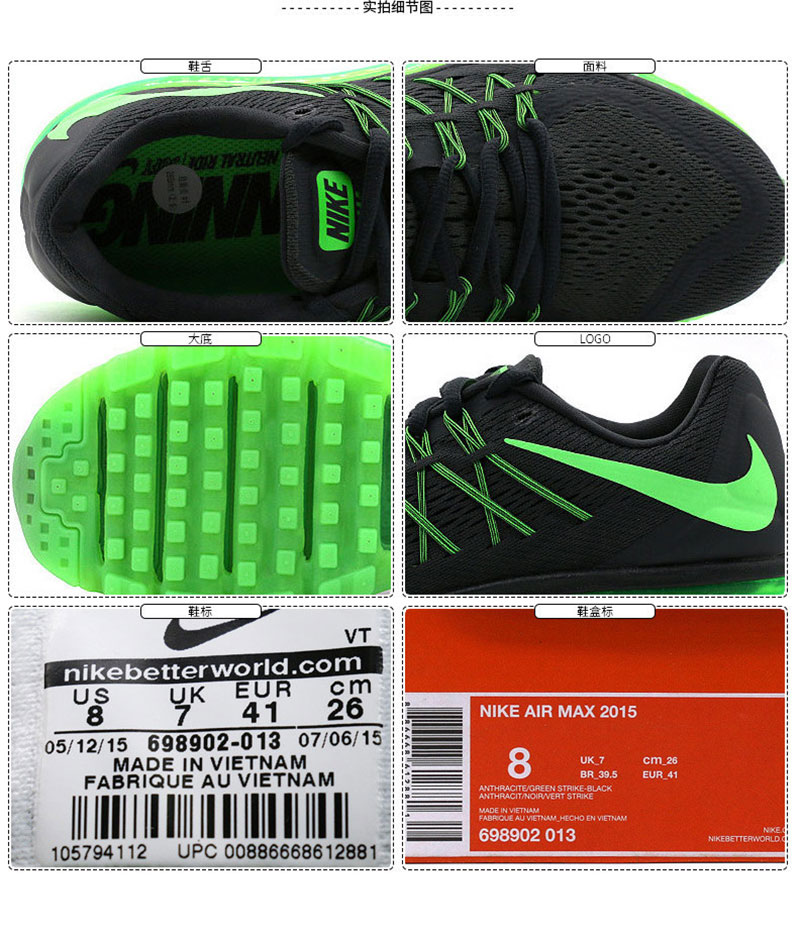 实拍细节图
鞋舌
面料
NEUTRAL RIDE | SOFT
NNING
NIKE
大底
LOGO
鞋标
鞋盒标
VT
nikebetterworld.com
US UK EUR cm
8 7 41 26
05/12/15 698902-013 07/06/15
MADE IN VIETNAM
FABRIQUE AU VIETNAM
105794112 UPC 00886668612881
NIKE AIR MAX 2015
8 UK_7 cm_26
BR_39.5 EUR_41
ANTHRACITE/GREEN STRIKE-BLACK
ANTHRACIT/NOIR/VERT STRIKE
MADE IN VIETNAM
FABRIQUE AU VIETNAM_HECHO EN VIETNAM
698902 013
NIKE.C
NIKEBETTERWORLD.C